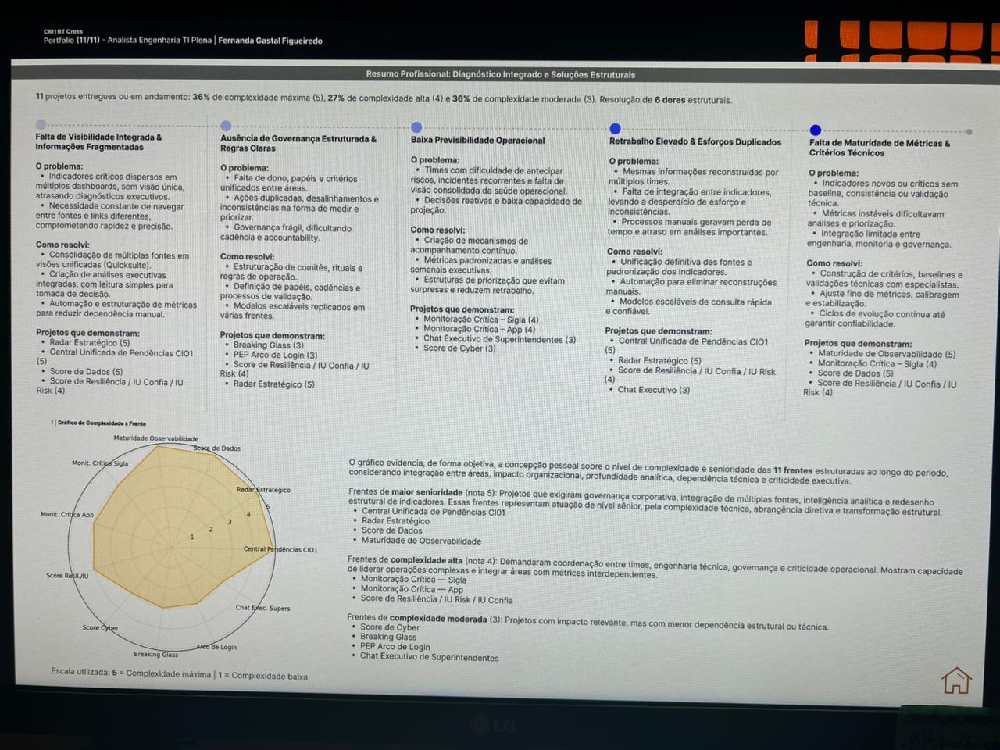 CIO1 RT Cross
Portfolio (11/11) - Analista Engenharia TI Plena | Fernanda Gastal Figueiredo
Resumo Profissional: Diagnóstico Integrado e Soluções Estruturais
11 projetos entregues ou em andamento: 36% de complexidade máxima (5), 27% de complexidade alta (4) e 36% de complexidade moderada (3). Resolução de 6 dores estruturais.
Falta de Visibilidade Integrada &
Informações Fragmentadas
O problema:
• Indicadores críticos dispersos em
múltiplos dashboards, sem visão única,
atrasando diagnósticos executivos.
• Necessidade constante de navegar
entre fontes e links diferentes,
comprometendo rapidez e precisão.
Como resolvi:
• Consolidação de múltiplas fontes em
visões unificadas (Quicksuite).
• Criação de análises executivas
integradas, com leitura simples para
tomada de decisão.
• Automação e estruturação de métricas
para reduzir dependência manual.
Projetos que demonstram:
• Radar Estratégico (5)
• Central Unificada de Pendências CIO1
(5)
• Score de Dados (5)
• Score de Resiliência / IU Confia / IU
Risk (4)
Ausência de Governança Estruturada &
Regras Claras
O problema:
• Falta de dono, papéis e critérios
unificados entre áreas.
• Ações duplicadas, desalinhamentos e
inconsistências na forma de medir e
priorizar.
• Governança frágil, dificultando
cadência e accountability.
Como resolvi:
• Estruturação de comitês, rituais e
regras de operação.
• Definição de papéis, cadências e
processos de validação.
• Modelos escaláveis replicados em
várias frentes.
Projetos que demonstram:
• Breaking Glass (3)
• PEP Arco de Login (3)
• Score de Resiliência / IU Confia / IU
Risk (4)
• Radar Estratégico (5)
Baixa Previsibilidade Operacional
O problema:
• Times com dificuldade de antecipar
riscos, incidentes recorrentes e falta de
visão consolidada da saúde operacional.
• Decisões reativas e baixa capacidade de
projeção.
Como resolvi:
• Criação de mecanismos de
acompanhamento contínuo.
• Métricas padronizadas e análises
semanais executivas.
• Estruturas de priorização que evitam
surpresas e reduzem retrabalho.
Projetos que demonstram:
• Monitoração Crítica – Sigla (4)
• Monitoração Crítica – App (4)
• Chat Executivo de Superintendentes (3)
• Score de Cyber (3)
Retrabalho Elevado & Esforços Duplicados
O problema:
• Mesmas informações reconstruídas por
múltiplos times.
• Falta de integração entre indicadores,
levando a desperdício de esforço e
inconsistências.
• Processos manuais geravam perda de
tempo e atraso em análises importantes.
Como resolvi:
• Unificação definitiva das fontes e
padronização dos indicadores.
• Automação para eliminar reconstruções
manuais.
• Modelos escaláveis de consulta rápida
e confiável.
Projetos que demonstram:
• Central Unificada de Pendências CIO1
(5)
• Radar Estratégico (5)
• Score de Resiliência / IU Confia / IU Risk
(4)
• Chat Executivo (3)
Falta de Maturidade de Métricas &
Critérios Técnicos
O problema:
• Indicadores novos ou críticos sem
baseline, consistência ou validação
técnica.
• Métricas instáveis dificultavam
análises e priorização.
• Integração limitada entre
engenharia, monitoria e governança.
Como resolvi:
• Construção de critérios, baselines e
validações técnicas com especialistas.
• Ajuste fino de métricas, calibragem
e estabilização.
• Ciclos de evolução contínua até
garantir confiabilidade.
Projetos que demonstram:
• Maturidade de Observabilidade (5)
• Monitoração Crítica – Sigla (4)
• Score de Dados (5)
• Score de Resiliência / IU Confia / IU
Risk (4)
1 | Gráfico de Complexidade x Frente
Maturidade Observabilidade
Score de Dados
Monit. Crítica Sigla
Radar Estratégico
Monit. Crítica App
5
4
3
2
1
Central Pendências CIO1
Score Resil./IU
Chat Exec. Supers
Score Cyber
Arco de Login
Breaking Glass
Escala utilizada: 5 = Complexidade máxima | 1 = Complexidade baixa
O gráfico evidencia, de forma objetiva, a concepção pessoal sobre o nível de complexidade e senioridade das 11 frentes estruturadas ao longo do período,
considerando integração entre áreas, impacto organizacional, profundidade analítica, dependência técnica e criticidade executiva.
Frentes de maior senioridade (nota 5): Projetos que exigiram governança corporativa, integração de múltiplas fontes, inteligência analítica e redesenho
estrutural de indicadores. Essas frentes representam atuação de nível sênior, pela complexidade técnica, abrangência diretiva e transformação estrutural.
• Central Unificada de Pendências CIO1
• Radar Estratégico
• Score de Dados
• Maturidade de Observabilidade
Frentes de complexidade alta (nota 4): Demandaram coordenação entre times, engenharia técnica, governança e criticidade operacional. Mostram capacidade
de liderar operações complexas e integrar áreas com métricas interdependentes.
• Monitoração Crítica — Sigla
• Monitoração Crítica — App
• Score de Resiliência / IU Risk / IU Confia
Frentes de complexidade moderada (3): Projetos com impacto relevante, mas com menor dependência estrutural ou técnica.
• Score de Cyber
• Breaking Glass
• PEP Arco de Login
• Chat Executivo de Superintendentes
LG